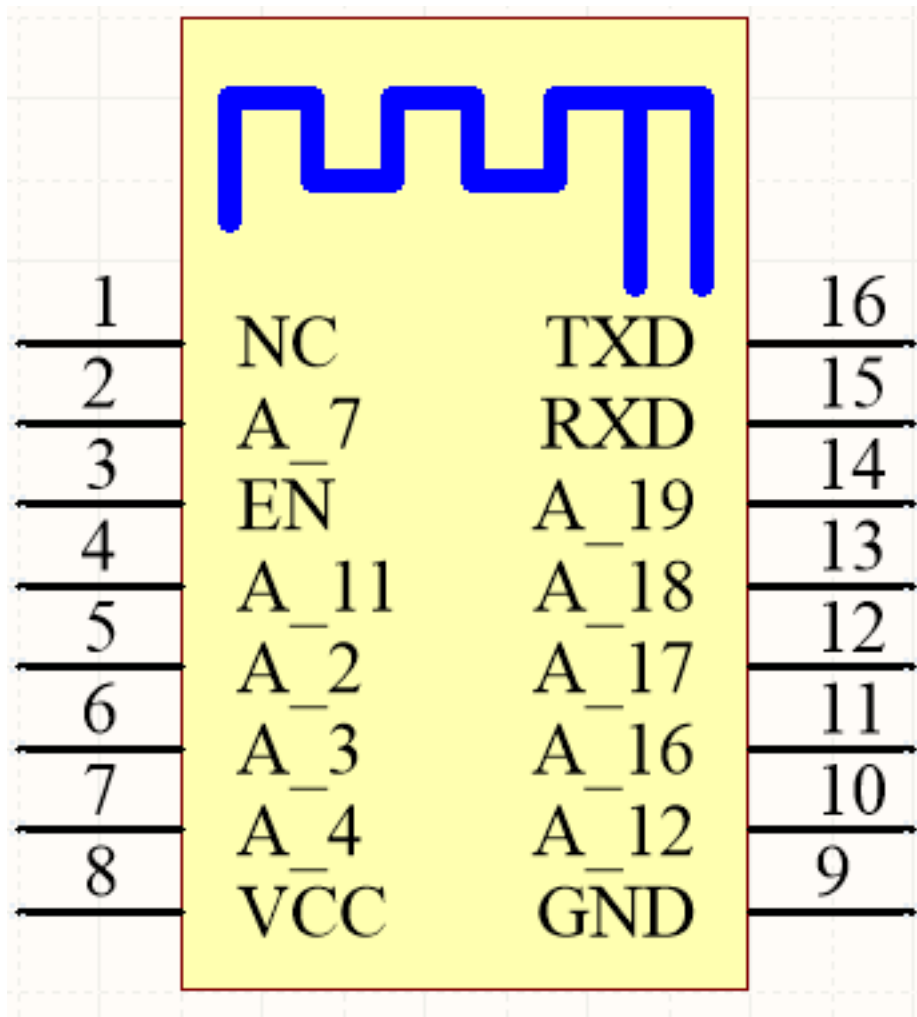 1 NC TXD 16
2 A_7 RXD 15
3 EN A_19 14
4 A_11 A_18 13
5 A_2 A_17 12
6 A_3 A_16 11
7 A_4 A_12 10
8 VCC GND 9